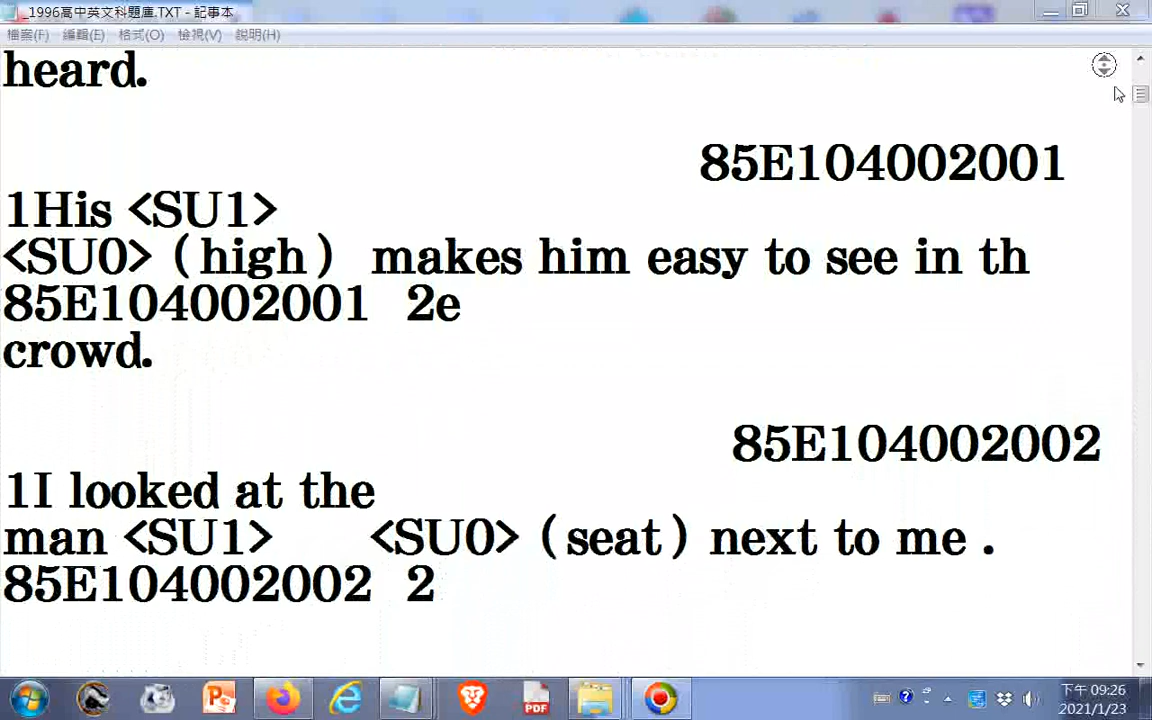 _1996高中英文科題庫.TXT - 記事本
檔案(F) 編輯(E) 格式(O) 檢視(V) 說明(H)
heard.
85E104002001
1His <SU1>
<SU0> (high) makes him easy to see in th
85E104002001 2e
crowd.
85E104002002
1I looked at the
man <SU1> <SU0> (seat) next to me .
85E104002002 2
PDF
下午 09:26
2021/1/23